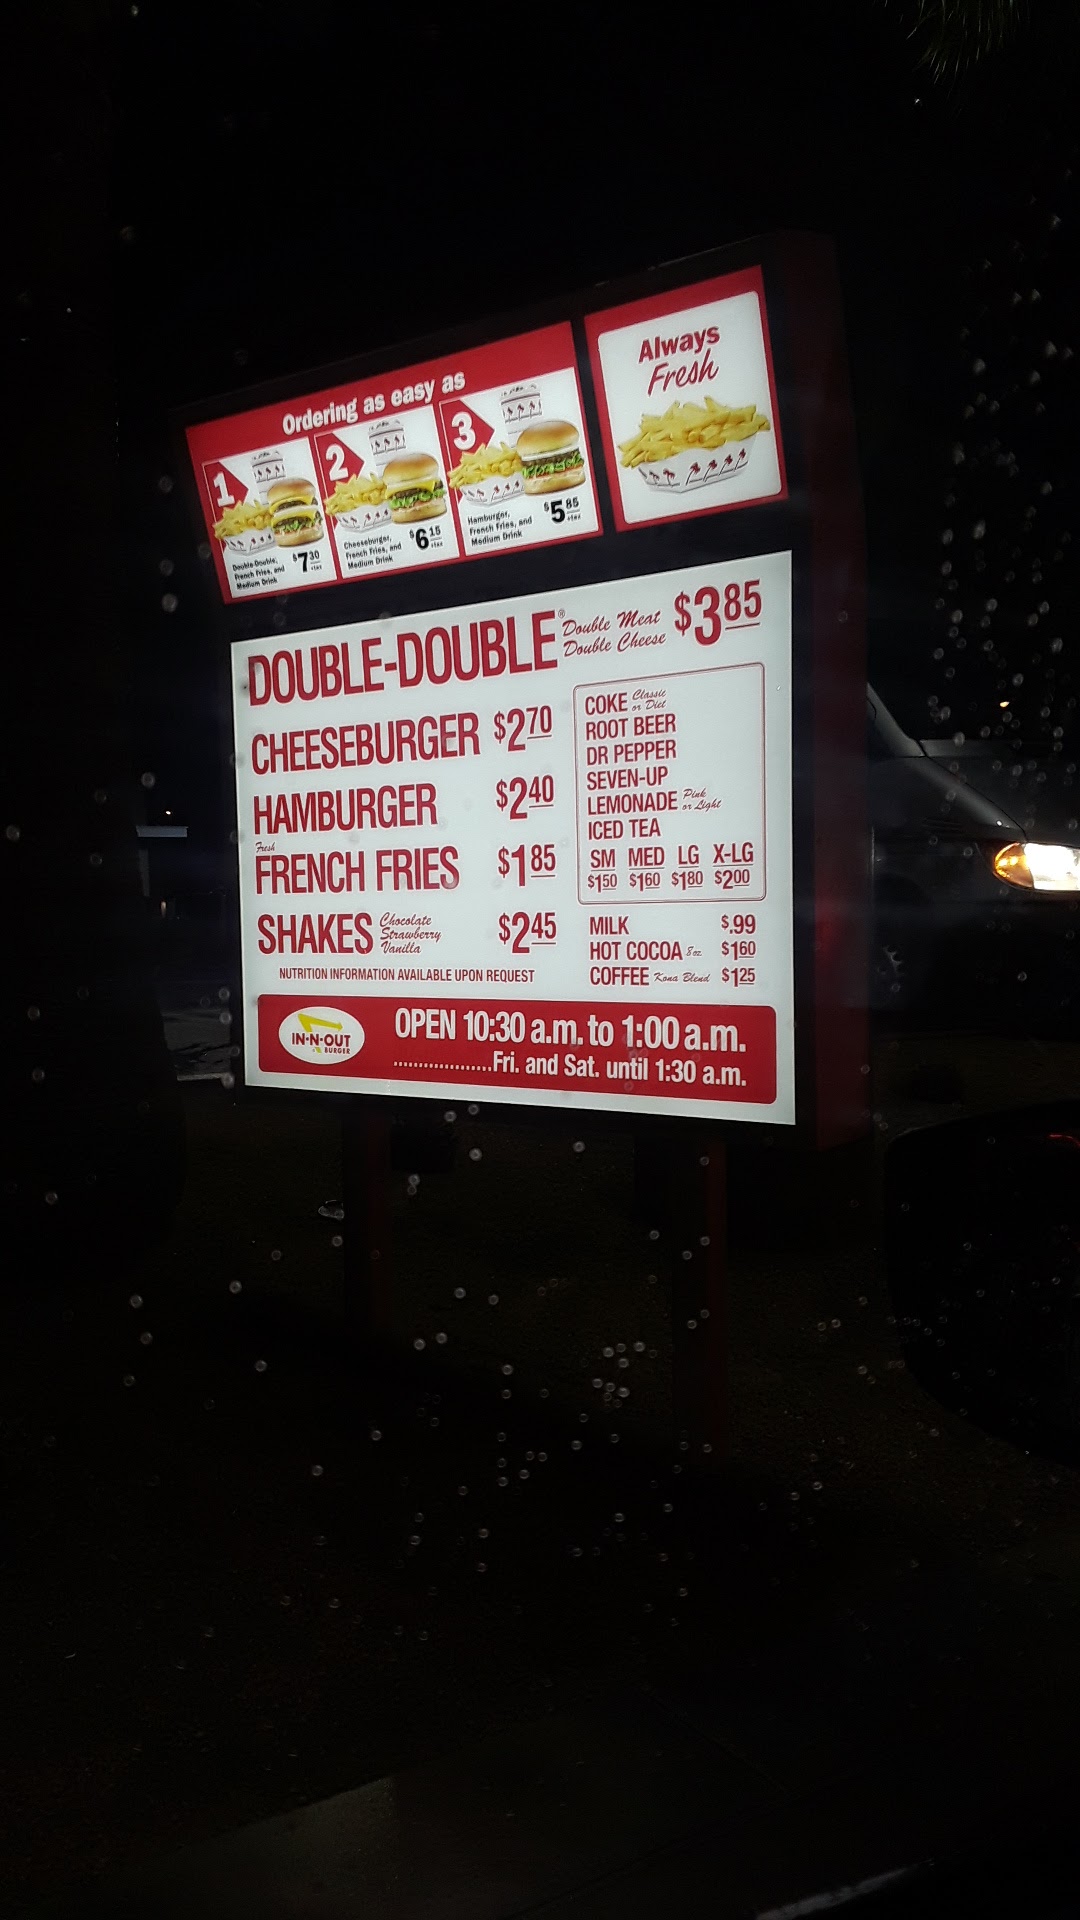 Ordering as easy as
1
Double-Double,
French Fries, and
Medium Drink
$7 30
+tax
2
Cheeseburger,
French Fries, and
Medium Drink
$6 15
+tax
3
Hamburger,
French Fries, and
Medium Drink
$5 85
+tax
Always
Fresh
DOUBLE-DOUBLE® Double Meat
Double Cheese
$3 85
CHEESEBURGER $2 70
HAMBURGER $2 40
Fresh
FRENCH FRIES $1 85
SHAKES Chocolate
Strawberry
Vanilla
$2 45
NUTRITION INFORMATION AVAILABLE UPON REQUEST
COKE Classic
or Diet
ROOT BEER
DR PEPPER
SEVEN-UP
LEMONADE Pink
or Light
ICED TEA
SM MED LG X-LG
$1 50 $1 60 $1 80 $2 00
MILK $.99
HOT COCOA 8oz $1 60
COFFEE Kona Blend $1 25
IN-N-OUT
BURGER
OPEN 10:30 a.m. to 1:00 a.m.
...................Fri. and Sat. until 1:30 a.m.